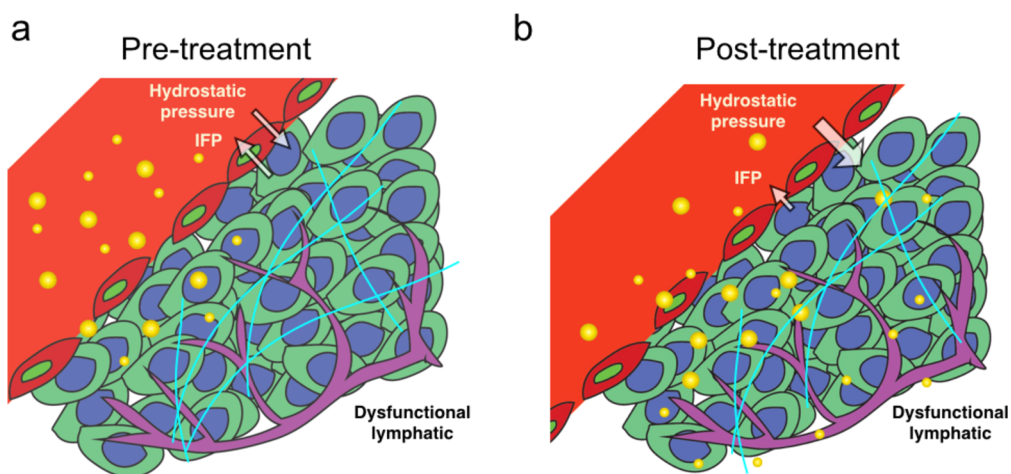 a
Pre-treatment
Hydrostatic
pressure
IFP
Dysfunctional
lymphatic
b
Post-treatment
Hydrostatic
pressure
IFP
Dysfunctional
lymphatic